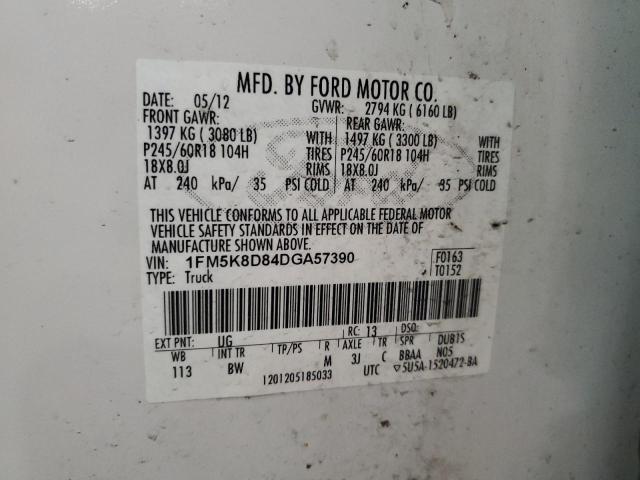 MFD. BY FORD MOTOR CO.
DATE: 05/12 GVWR: 2794 KG ( 6160 LB)
FRONT GAWR: REAR GAWR:
1397 KG ( 3080 LB) WITH 1497 KG ( 3300 LB) WITH
P245/60R18 104H TIRES P245/60R18 104H TIRES
18X8.0J RIMS 18X8.0J RIMS
AT 240 kPa/ 35 PSI COLD AT 240 kPa/ 35 PSI COLD
THIS VEHICLE CONFORMS TO ALL APPLICABLE FEDERAL MOTOR
VEHICLE SAFETY STANDARDS IN EFFECT ON THE DATE OF
MANUFACTURE SHOWN ABOVE.
VIN: 1FM5K8D84DGA57390 F0163
TYPE: Truck T0152
EXT PNT: UG RC: 13 DSO:
WB INT TR TP/PS R AXLE TR SPR DUB1S
113 BW M 3J C BBAA N05
1201205185033 UTC ▽5U5A-1520472-BA